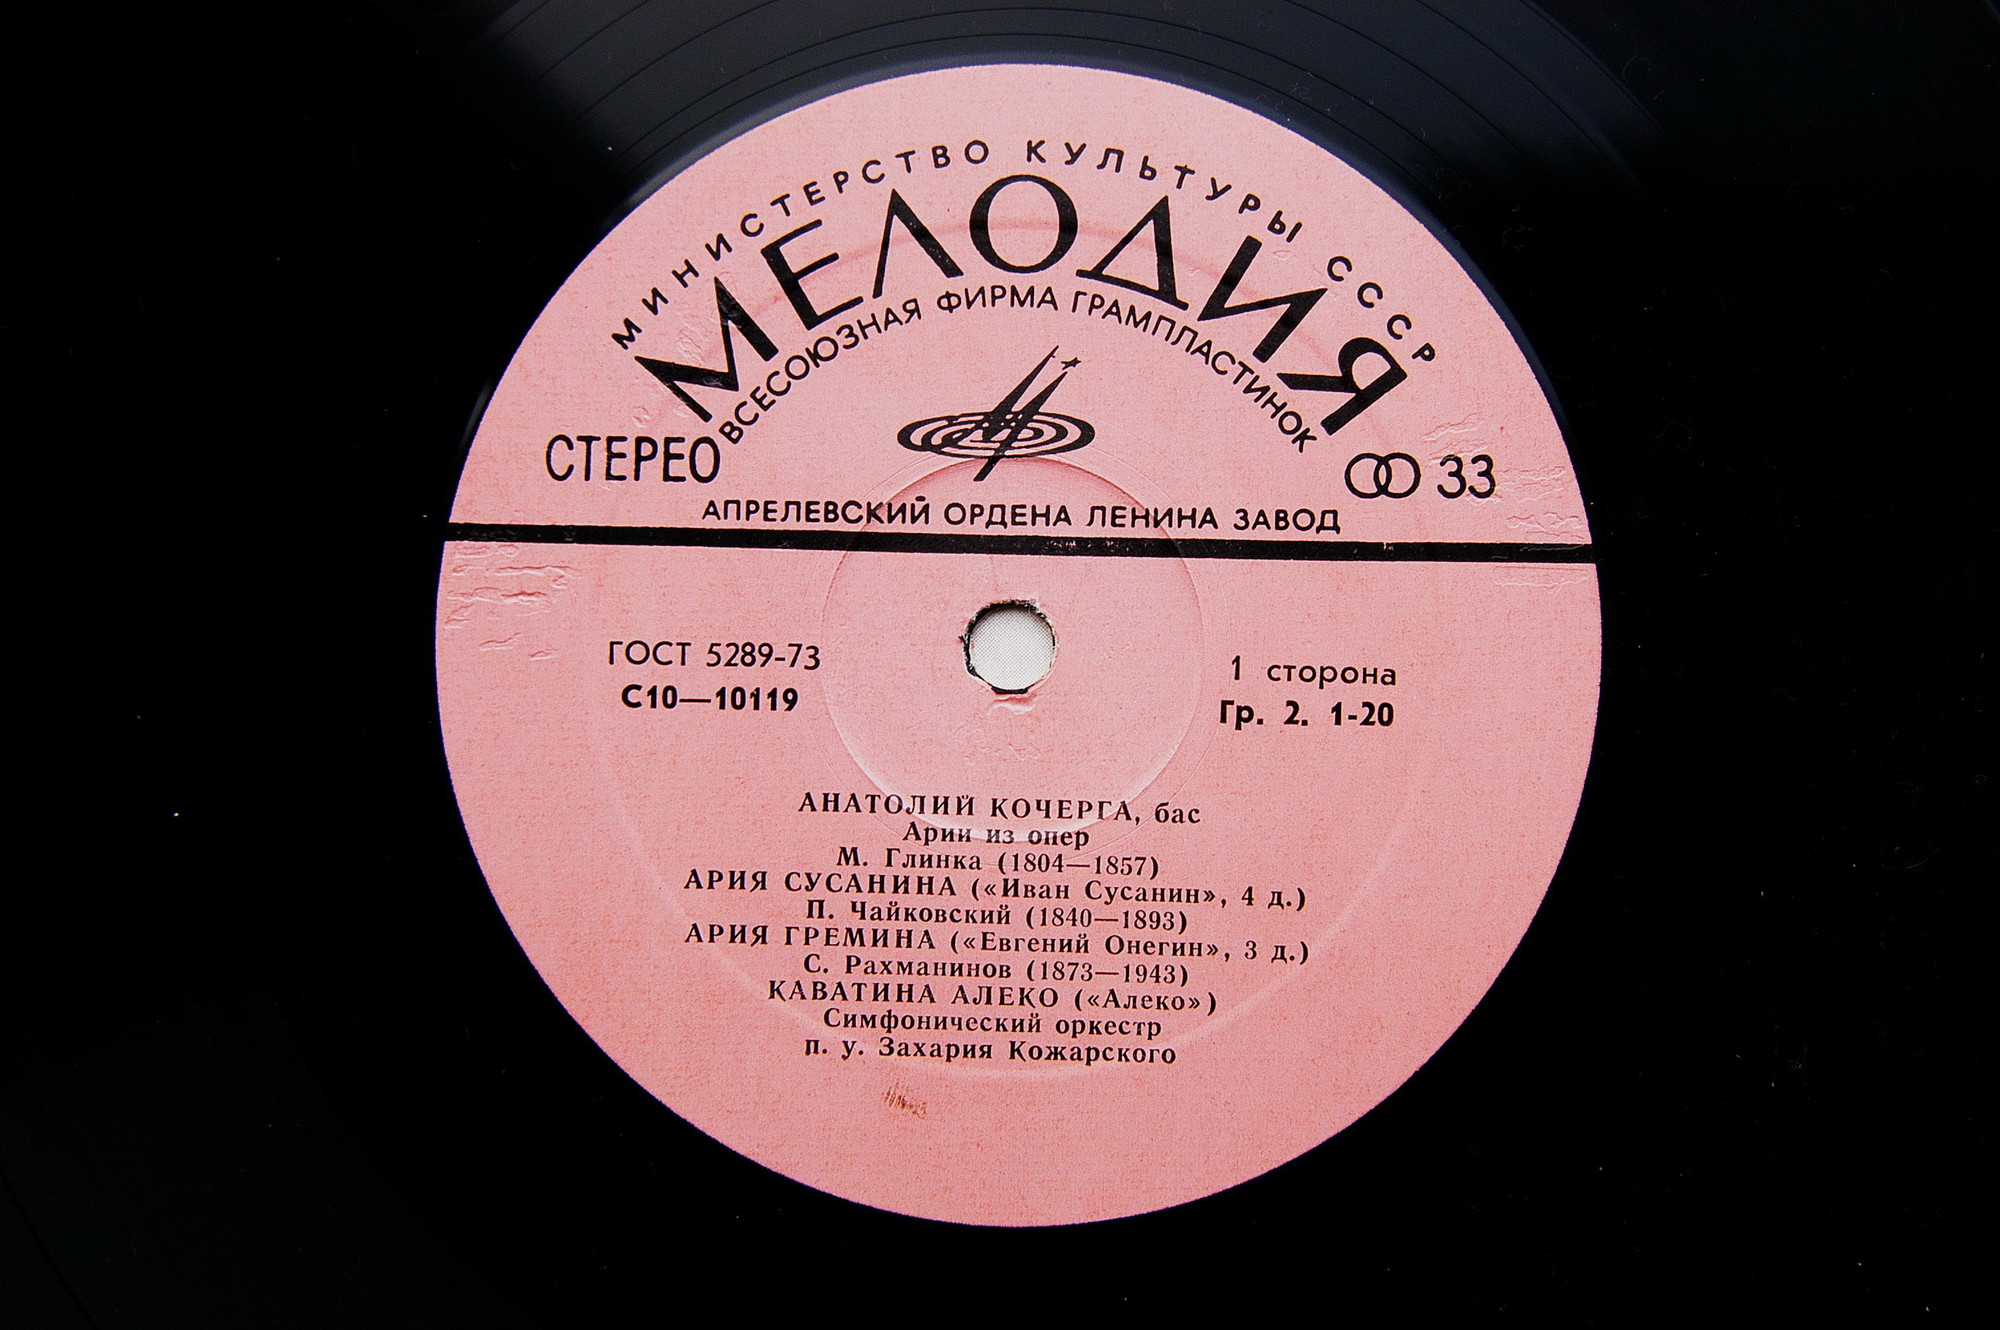 МИНИСТЕРСТВО КУЛЬТУРЫ СССР
МЕЛОДИЯ
ВСЕСОЮЗНАЯ ФИРМА ГРАМПЛАСТИНОК
СТЕРЕО
33
АПРЕЛЕВСКИЙ ОРДЕНА ЛЕНИНА ЗАВОД
ГОСТ 5289-73
С10—10119
1 сторона
Гр. 2. 1-20
АНАТОЛИЙ КОЧЕРГА, бас
Арии из опер
М. Глинка (1804—1857)
АРИЯ СУСАНИНА («Иван Сусанин», 4 д.)
П. Чайковский (1840—1893)
АРИЯ ГРЕМИНА («Евгений Онегин», 3 д.)
С. Рахманинов (1873—1943)
КАВАТИНА АЛЕКО («Алеко»)
Симфонический оркестр
п. у. Захария Кожарского